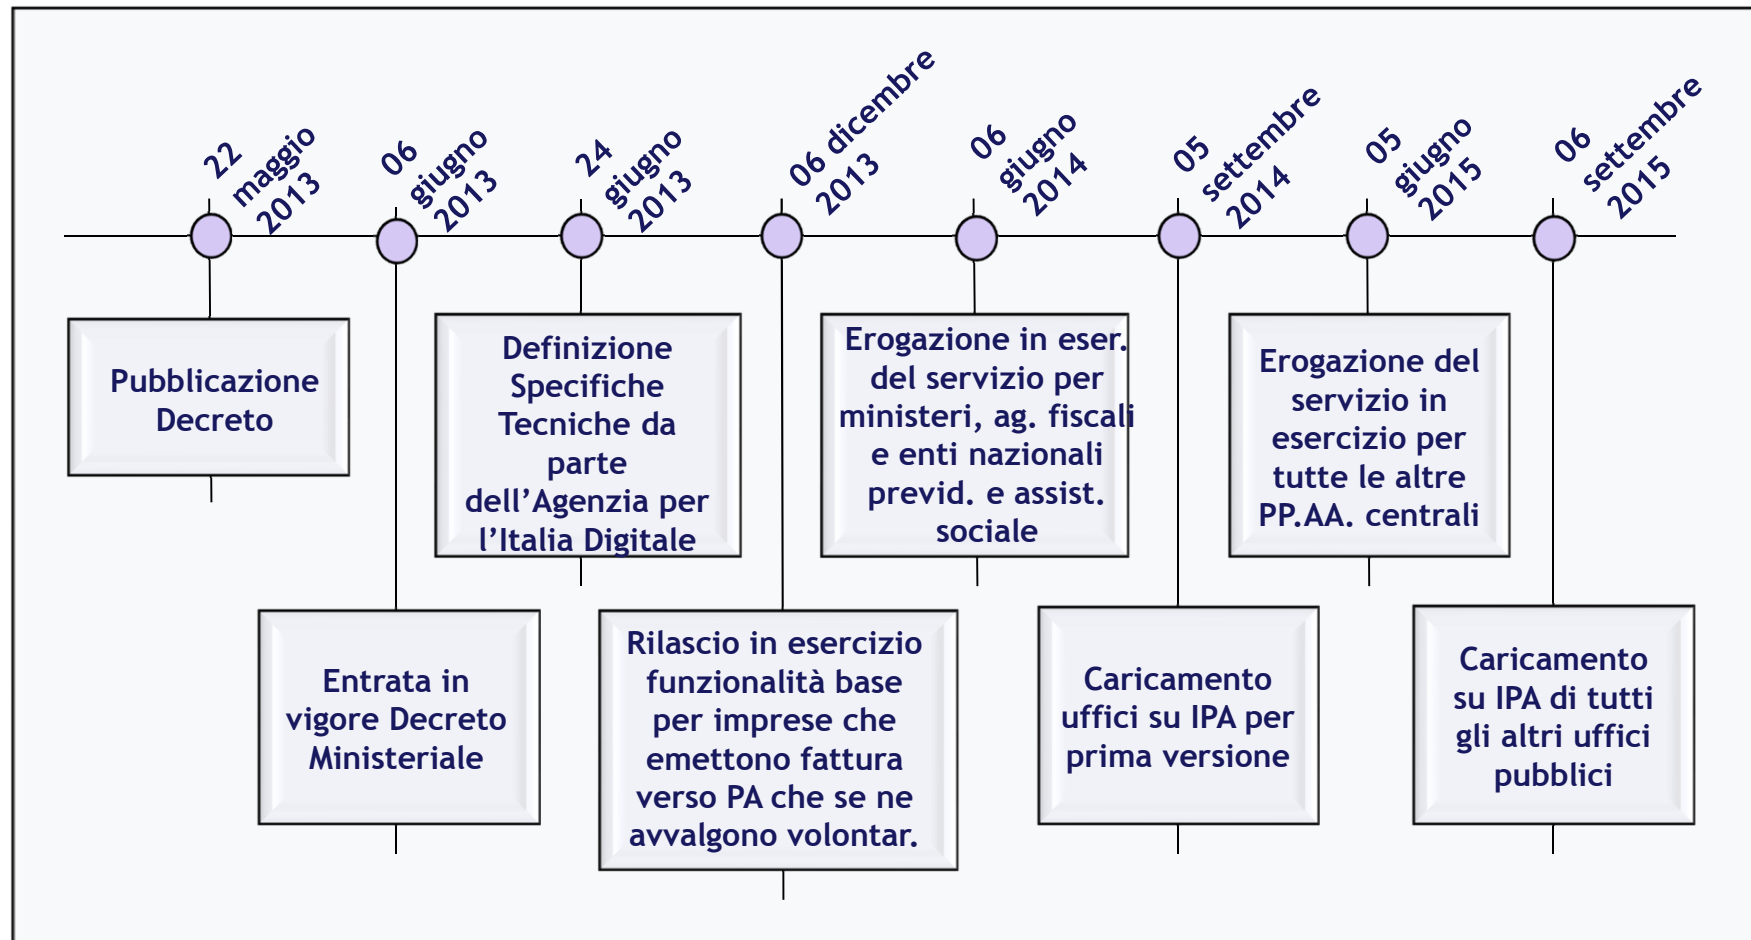 22
maggio
2013
06
giugno
2013
24
giugno
2013
06 dicembre
2013
06
giugno
2014
05
settembre
2014
05
giugno
2015
06
settembre
2015
Pubblicazione
Decreto
Definizione
Specifiche
Tecniche da
parte
dell’Agenzia per
l’Italia Digitale
Erogazione in eser.
del servizio per
ministeri, ag. fiscali
e enti nazionali
previd. e assist.
sociale
Erogazione del
servizio in
esercizio per
tutte le altre
PP.AA. centrali
Entrata in
vigore Decreto
Ministeriale
Rilascio in esercizio
funzionalità base
per imprese che
emettono fattura
verso PA che se ne
avvalgono volontar.
Caricamento
uffici su IPA per
prima versione
Caricamento
su IPA di tutti
gli altri uffici
pubblici